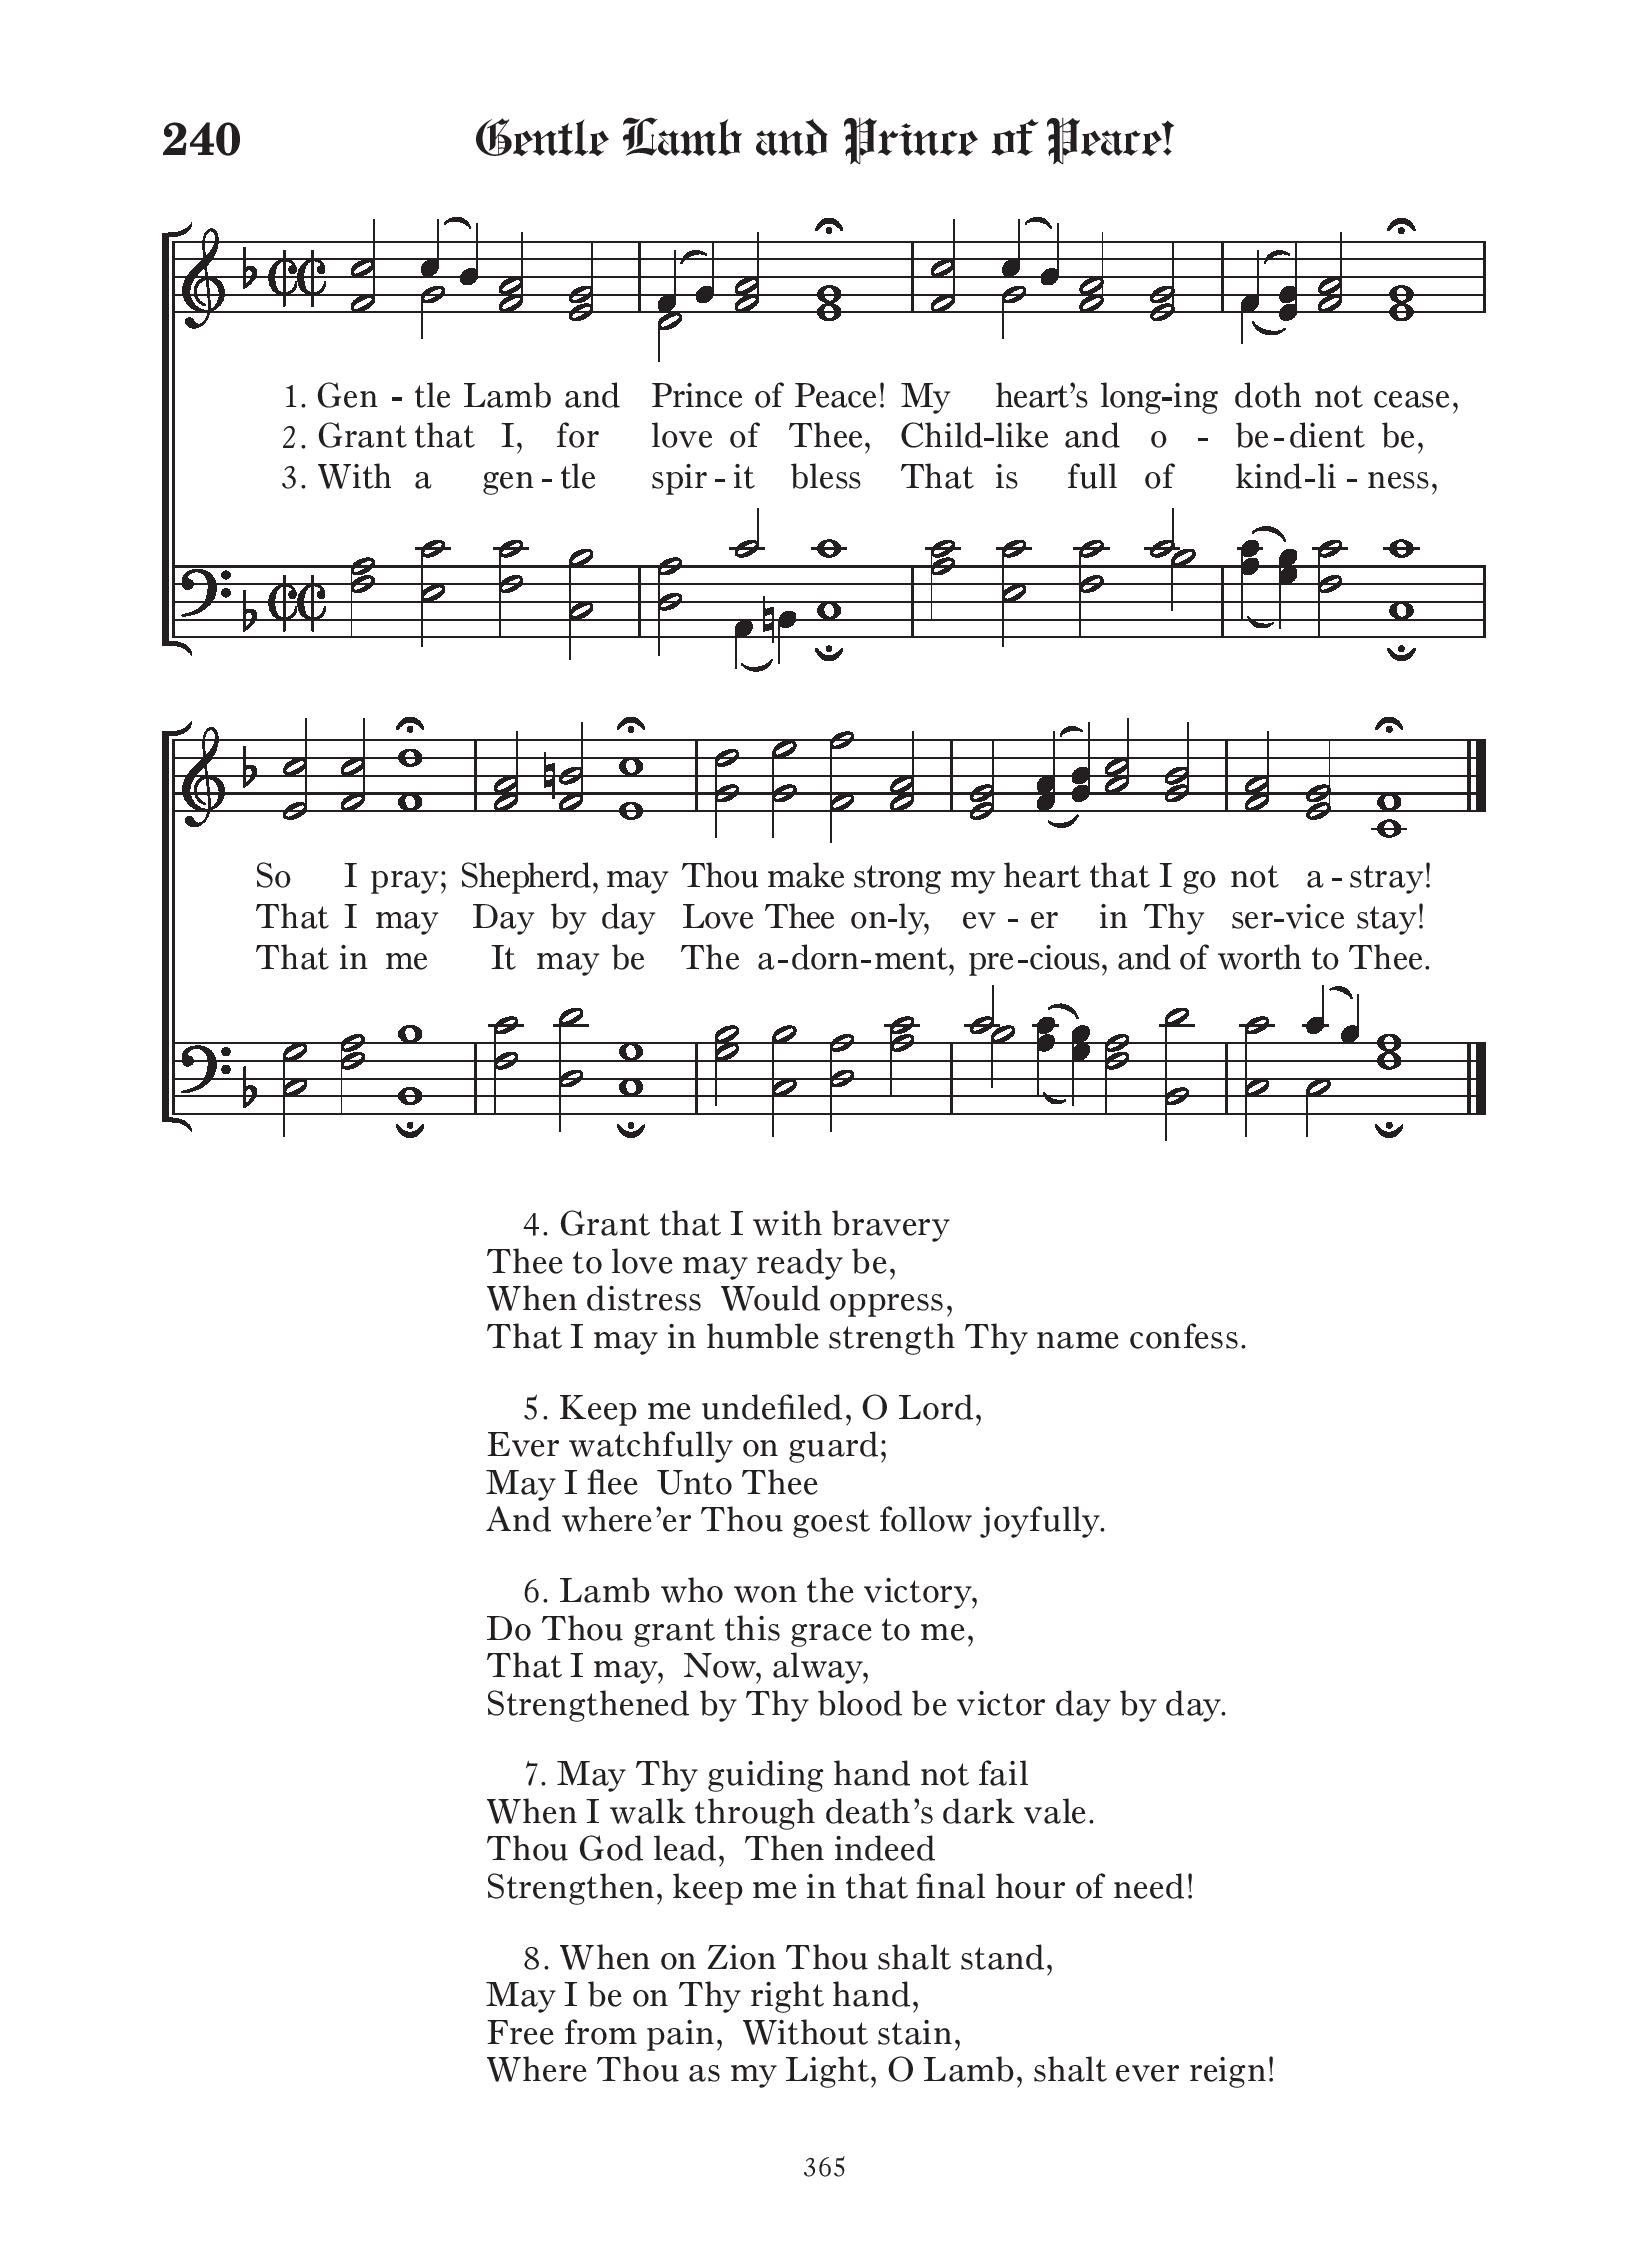 240 Gentle Lamb and Prince of Peace!
1. Gen - tle Lamb and Prince of Peace! My heart's long-ing doth not cease,
2. Grant that I, for love of Thee, Child-like and o - be-dient be,
3. With a gen - tle spir - it bless That is full of kind-li - ness,
So I pray; Shepherd, may Thou make strong my heart that I go not a - stray!
That I may Day by day Love Thee on-ly, ev - er in Thy ser-vice stay!
That in me It may be The a-dorn-ment, pre-cious, and of worth to Thee.
4. Grant that I with bravery
Thee to love may ready be,
When distress Would oppress,
That I may in humble strength Thy name confess.
5. Keep me undefiled, O Lord,
Ever watchfully on guard;
May I flee Unto Thee
And where'er Thou goest follow joyfully.
6. Lamb who won the victory,
Do Thou grant this grace to me,
That I may, Now, alway,
Strengthened by Thy blood be victor day by day.
7. May Thy guiding hand not fail
When I walk through death's dark vale.
Thou God lead, Then indeed
Strengthen, keep me in that final hour of need!
8. When on Zion Thou shalt stand,
May I be on Thy right hand,
Free from pain, Without stain,
Where Thou as my Light, O Lamb, shalt ever reign!
365